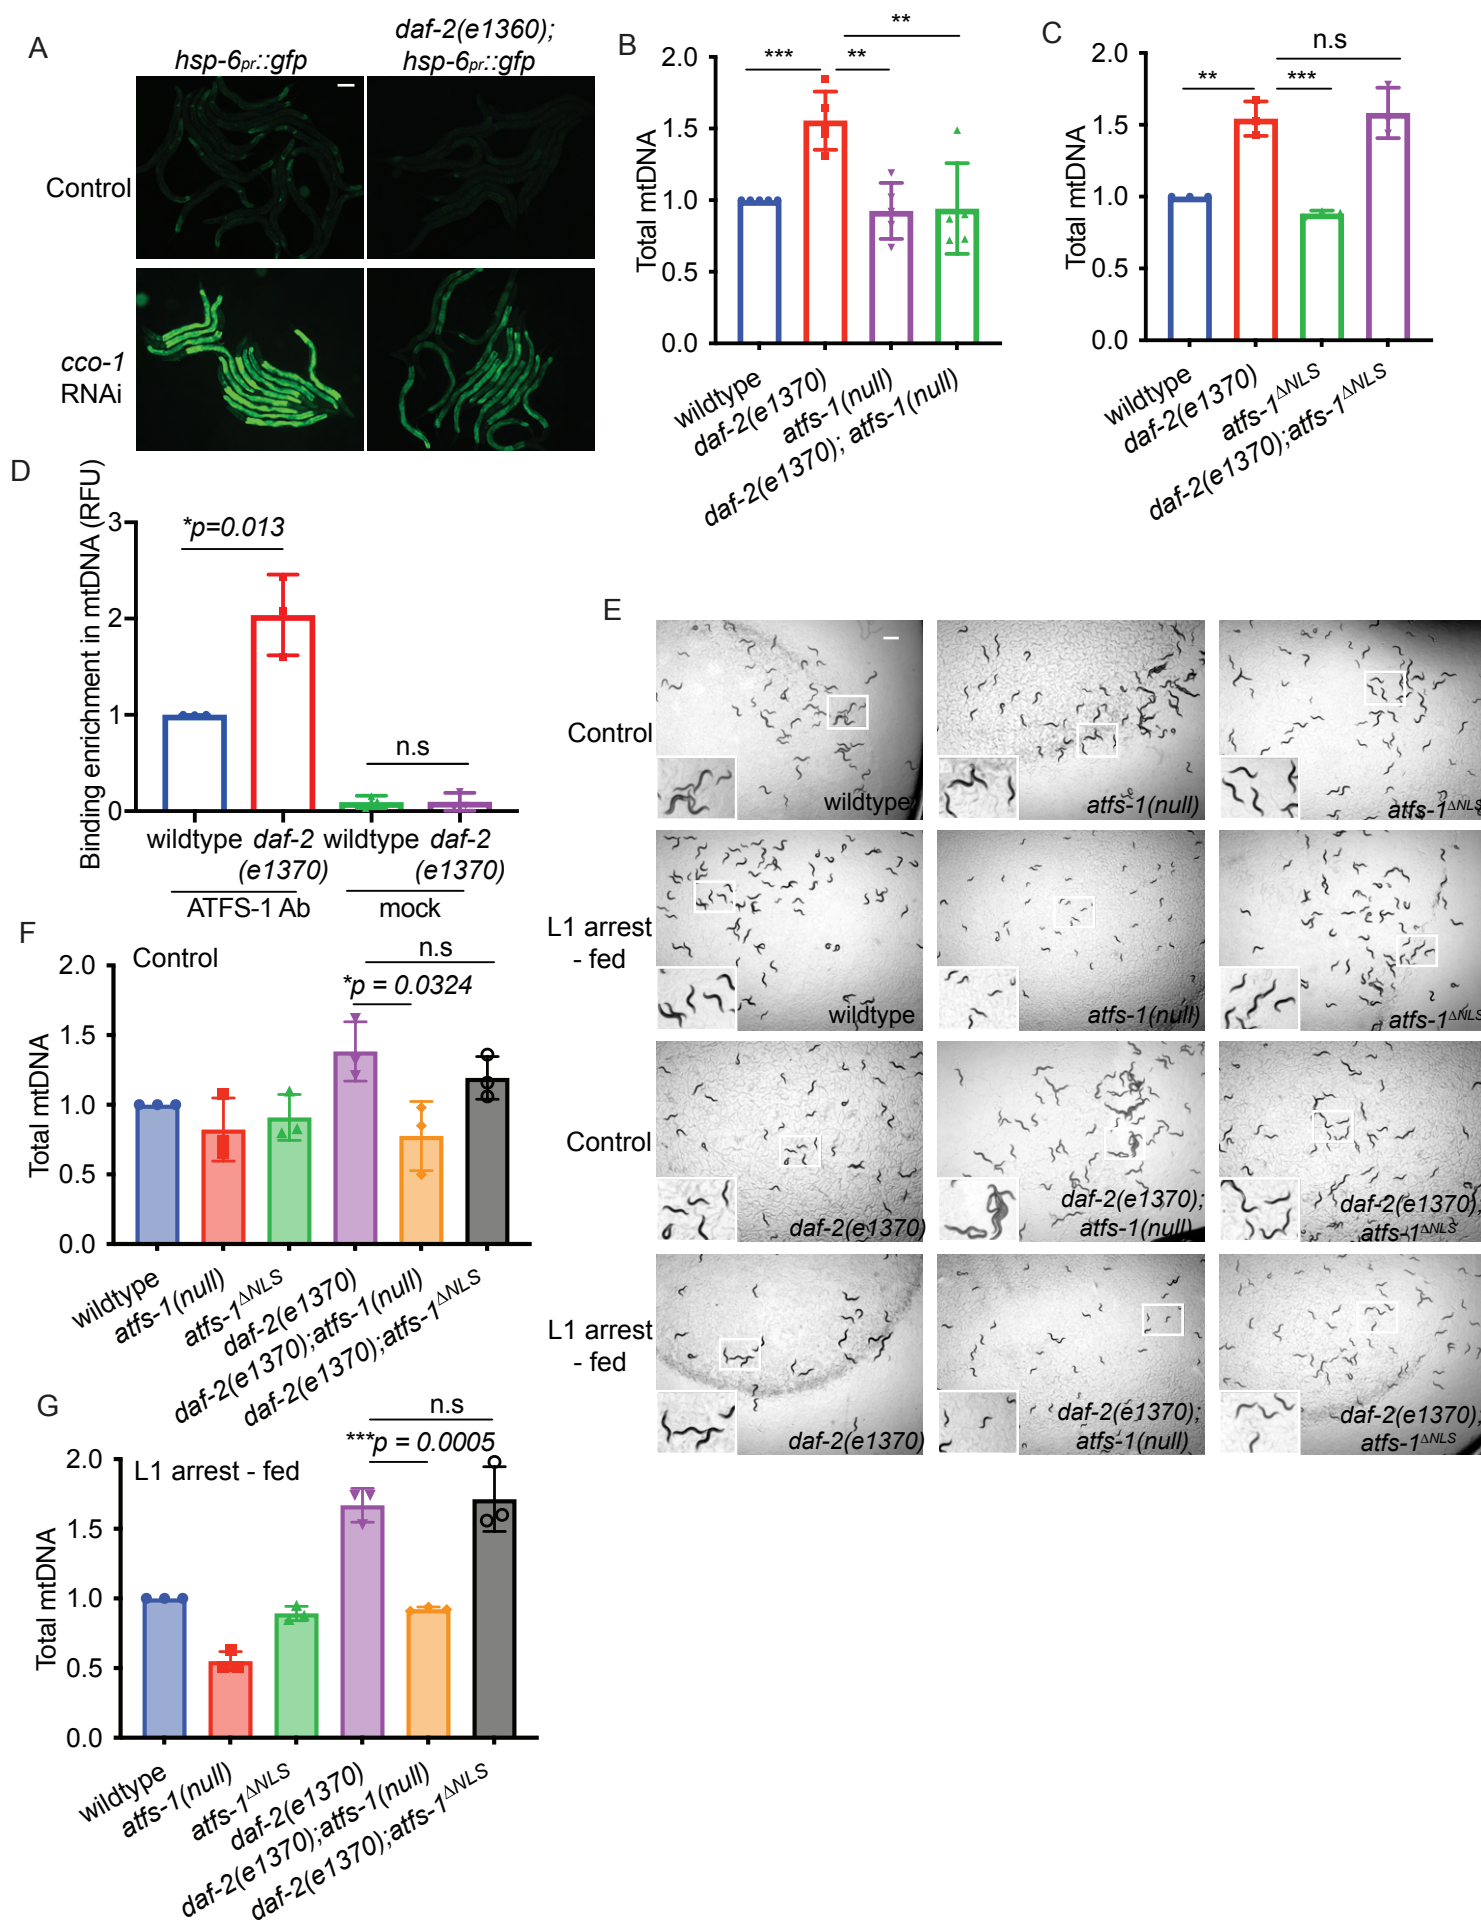 A
hsp-6pr::gfp
daf-2(e1360);
hsp-6pr::gfp
Control
cco-1
RNAi
B
**
***
**
Total mtDNA
2.0
1.5
1.0
0.5
0.0
wildtype
daf-2(e1370)
atfs-1(null)
daf-2(e1370); atfs-1(null)
C
n.s
**
***
Total mtDNA
2.0
1.5
1.0
0.5
0.0
wildtype
daf-2(e1370)
atfs-1ΔNLS
daf-2(e1370);atfs-1ΔNLS
D
Binding enrichment in mtDNA (RFU)
3
2
1
0
*p=0.013
n.s
wildtype
daf-2
(e1370)
wildtype
daf-2
(e1370)
ATFS-1 Ab
mock
E
Control
wildtype
atfs-1(null)
atfs-1ΔNLS
L1 arrest
- fed
wildtype
atfs-1(null)
atfs-1ΔNLS
Control
daf-2(e1370)
daf-2(e1370);
atfs-1(null)
daf-2(e1370);
atfs-1ΔNLS
L1 arrest
- fed
daf-2(e1370)
daf-2(e1370);
atfs-1(null)
daf-2(e1370);
atfs-1ΔNLS
F
Control
n.s
*p = 0.0324
Total mtDNA
2.0
1.5
1.0
0.5
0.0
wildtype
atfs-1(null)
atfs-1ΔNLS
daf-2(e1370)
daf-2(e1370);atfs-1(null)
daf-2(e1370);atfs-1ΔNLS
G
L1 arrest - fed
n.s
***p = 0.0005
Total mtDNA
2.0
1.5
1.0
0.5
0.0
wildtype
atfs-1(null)
atfs-1ΔNLS
daf-2(e1370)
daf-2(e1370);atfs-1(null)
daf-2(e1370);atfs-1ΔNLS